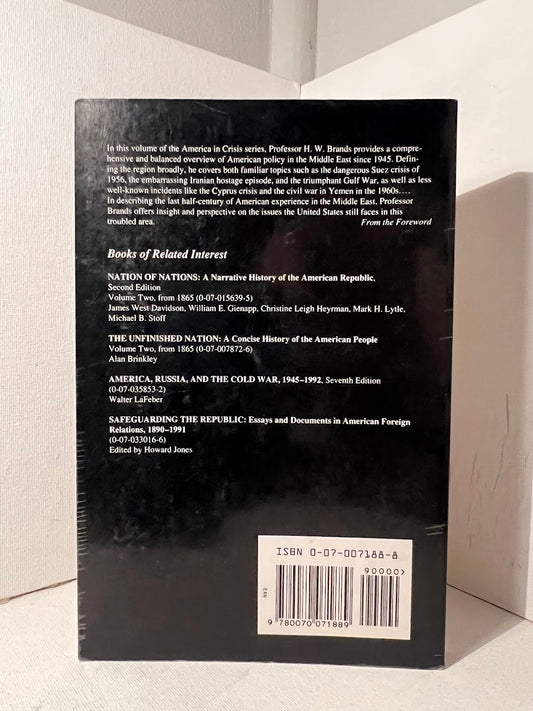 In this volume of the America in Crisis series, Professor H. W. Brands provides a compre-
hensive and balanced overview of American policy in the Middle East since 1945. Defin-
ing the region broadly, he covers both familiar topics such as the dangerous Suez crisis of
1956, the embarrassing Iranian hostage episode, and the triumphant Gulf War, as well as less
well-known incidents like the Cyprus crisis and the civil war in Yemen in the 1960s....
In describing the last half-century of American experience in the Middle East, Professor
Brands offers insight and perspective on the issues the United States still faces in this
troubled area. From the Foreword
Books of Related Interest
NATION OF NATIONS: A Narrative History of the American Republic,
Second Edition
Volume Two, from 1865 (0-07-015639-5)
James West Davidson, William E. Gienapp, Christine Leigh Heyrman, Mark H. Lytle,
Michael B. Stoff
THE UNFINISHED NATION: A Concise History of the American People
Volume Two, from 1865 (0-07-007872-6)
Alan Brinkley
AMERICA, RUSSIA, AND THE COLD WAR, 1945–1992, Seventh Edition
(0-07-035853-2)
Walter LaFeber
SAFEGUARDING THE REPUBLIC: Essays and Documents in American Foreign
Relations, 1890–1991
(0-07-033016-6)
Edited by Howard Jones
ISBN 0-07-007188-8
90000>
9 780070 071889